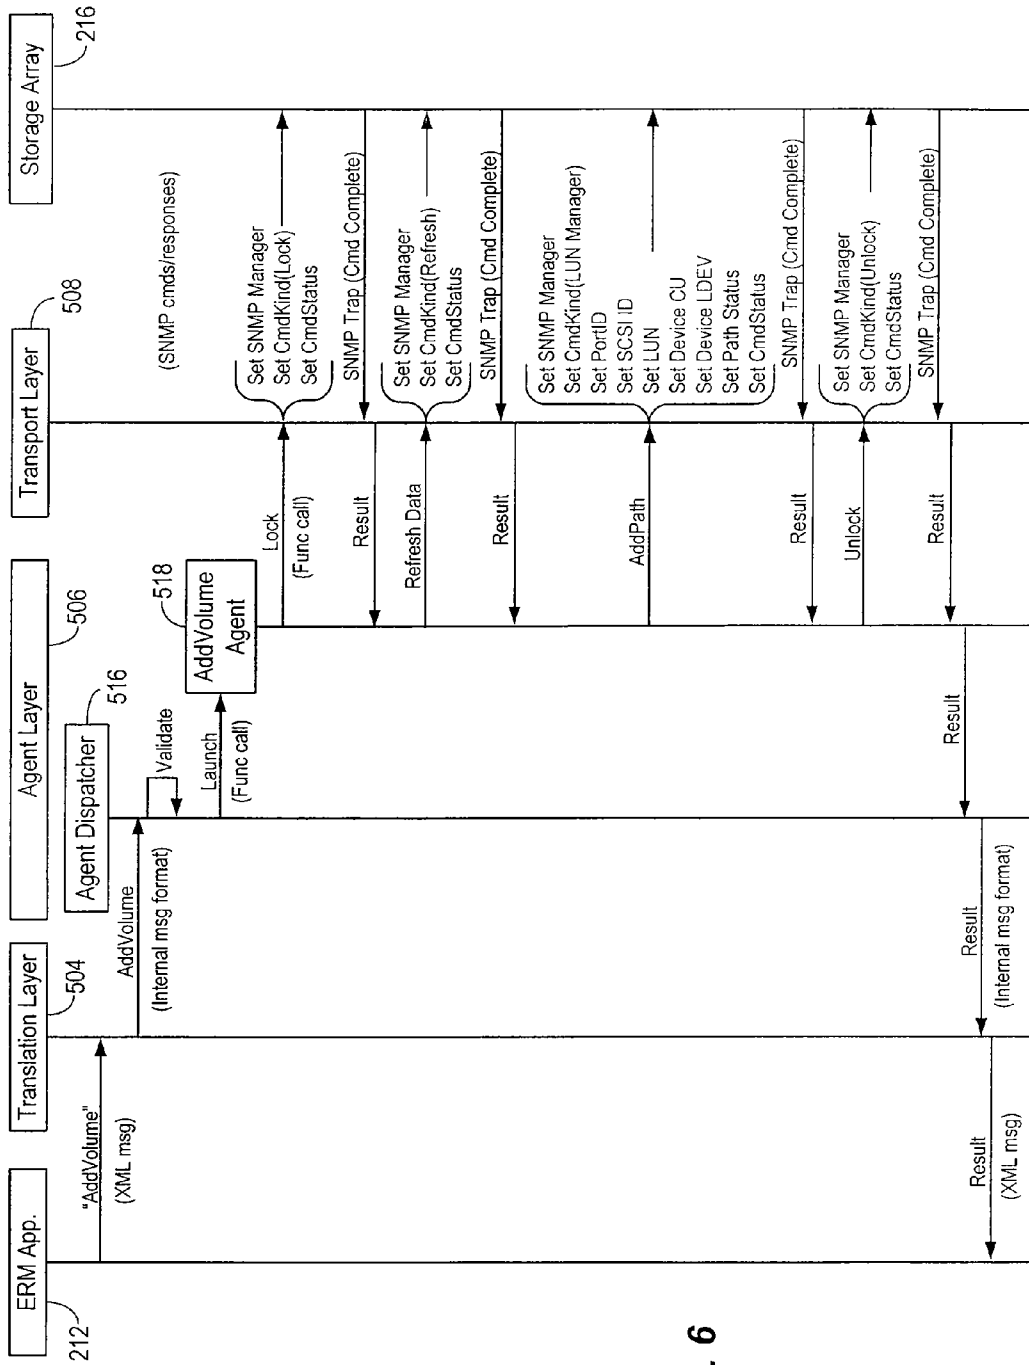 ERM App.
212
Translation Layer
504
Agent Layer
506
Agent Dispatcher
516
AddVolume
Agent
518
Transport Layer
508
Storage Array
216
"AddVolume"
(XML msg)
AddVolume
(Internal msg format)
Validate
Launch
(Func call)
(SNMP cmds/responses)
Lock
(Func call)
Set SNMP Manager
Set CmdKind(Lock)
Set CmdStatus
SNMP Trap (Cmd Complete)
Result
Refresh Data
Set SNMP Manager
Set CmdKind(Refresh)
Set CmdStatus
SNMP Trap (Cmd Complete)
Result
AddPath
Set SNMP Manager
Set CmdKind(LUN Manager)
Set PortID
Set SCSI ID
Set LUN
Set Device CU
Set Device LDEV
Set Path Status
Set CmdStatus
SNMP Trap (Cmd Complete)
Result
Unlock
Set SNMP Manager
Set CmdKind(Unlock)
Set CmdStatus
SNMP Trap (Cmd Complete)
Result
Result
Result
(Internal msg format)
Result
(XML msg)
. 6